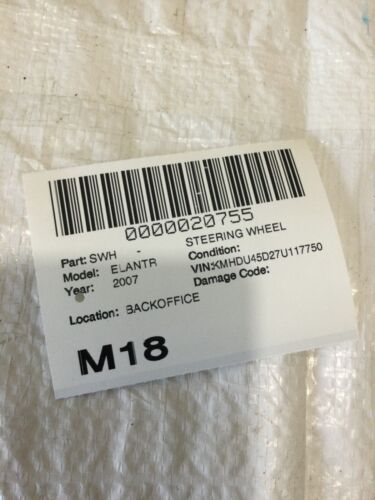 0000020755
Part: SWH - STEERING WHEEL
Model: ELANTR Condition:
Year: 2007 VIN:KMHDU45D27U117750
Damage Code:
Location: BACKOFFICE
M18